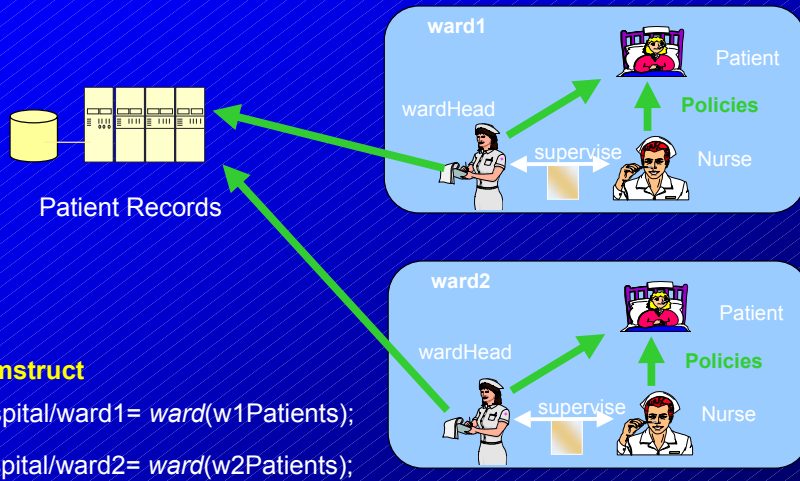 ward1
Patient
wardHead
Policies
supervise
Nurse
Patient Records
ward2
Patient
wardHead
Policies
supervise
Nurse
nstruct
spital/ward1= ward(w1Patients);
spital/ward2= ward(w2Patients);